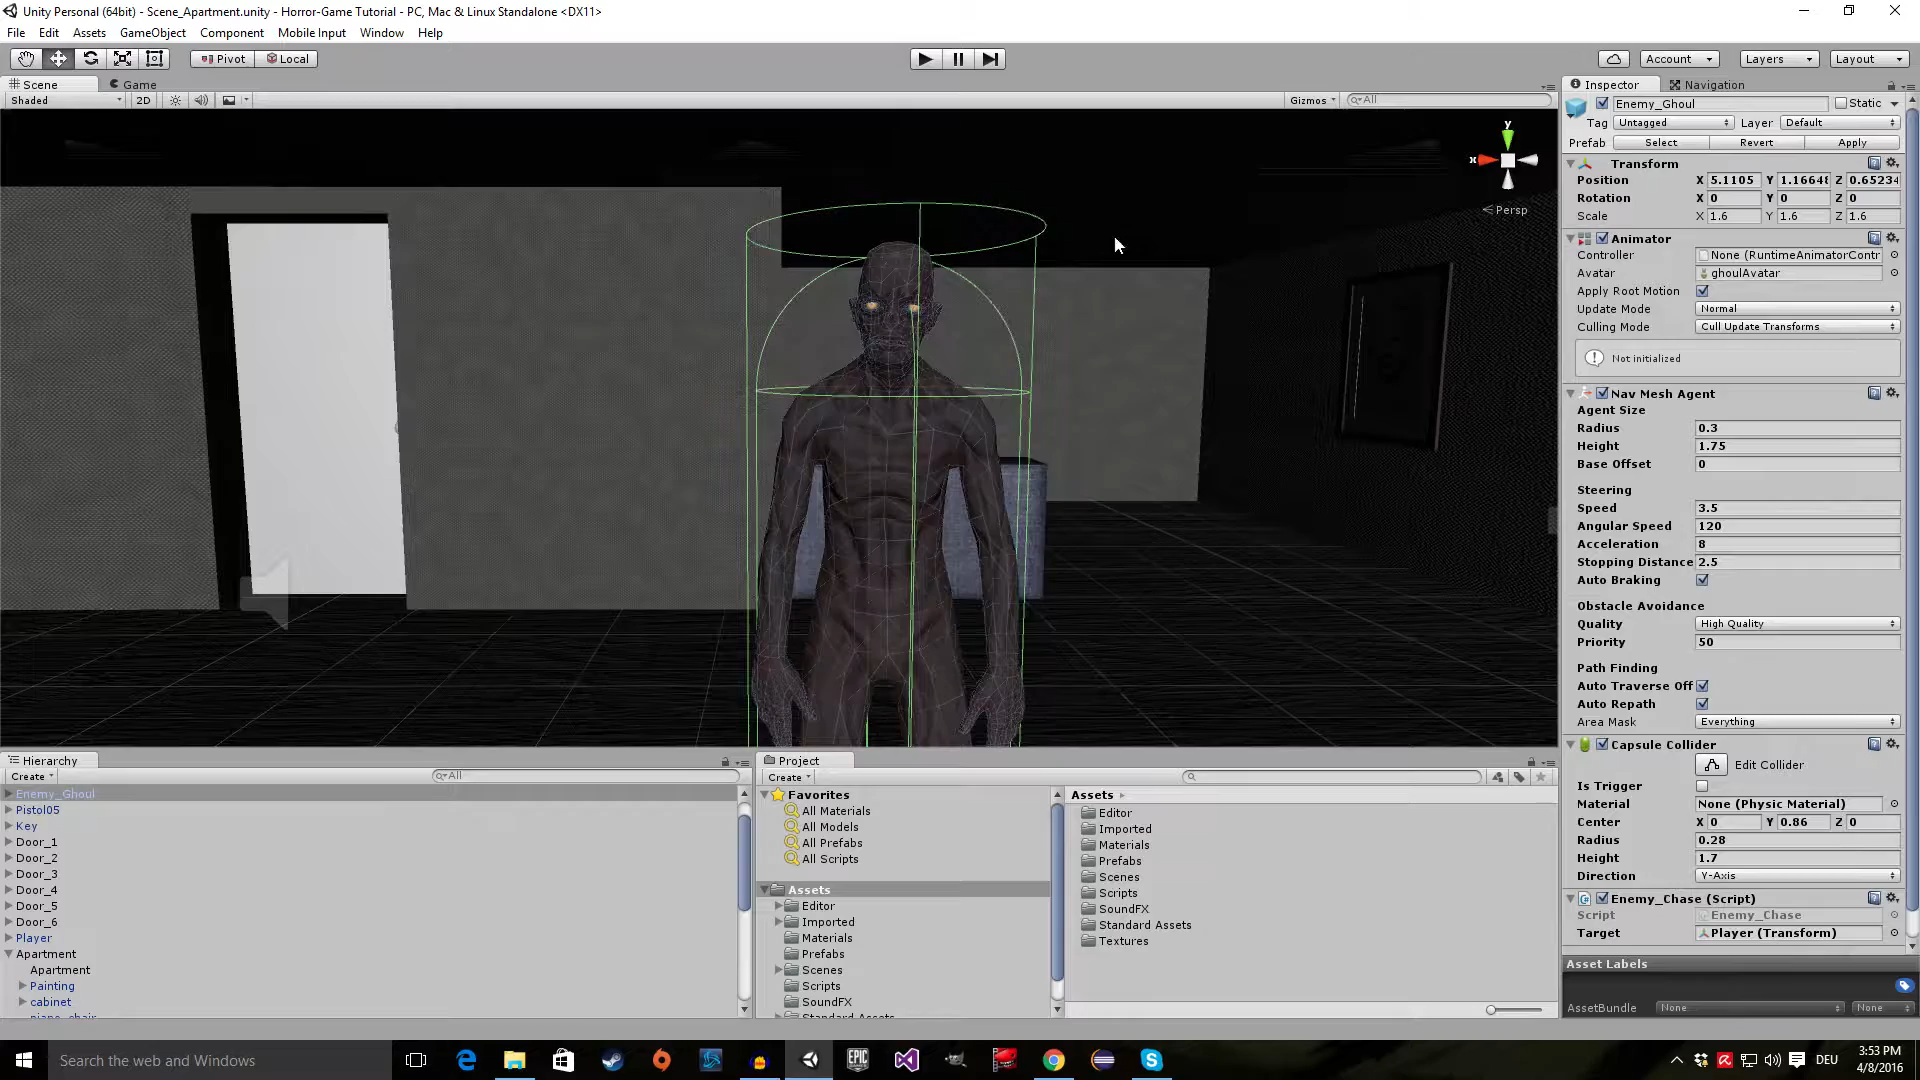 Unity Personal (64bit) - Scene_Apartment.unity - Horror-Game Tutorial - PC, Mac & Linux Standalone <DX11>
File Edit Assets GameObject Component Mobile Input Window Help
Pivot Local Account Layers Layout
Scene Game
Shaded 2D Gizmos All
y
x
Persp
Inspector Navigation
Enemy_Ghoul Static
Tag Untagged Layer Default
Prefab Select Revert Apply
Transform
Position X 5.1105 Y 1.1664 Z 0.65234
Rotation X 0 Y 0 Z 0
Scale X 1.6 Y 1.6 Z 1.6
Animator
Controller None (RuntimeAnimatorContr
Avatar ghoulAvatar
Apply Root Motion
Update Mode Normal
Culling Mode Cull Update Transforms
Not initialized
Nav Mesh Agent
Agent Size
Radius 0.3
Height 1.75
Base Offset 0
Steering
Speed 3.5
Angular Speed 120
Acceleration 8
Stopping Distance 2.5
Auto Braking
Obstacle Avoidance
Quality High Quality
Priority 50
Path Finding
Auto Traverse Off
Auto Repath
Area Mask Everything
Capsule Collider
Edit Collider
Is Trigger
Material None (Physic Material)
Center X 0 Y 0.86 Z 0
Radius 0.28
Height 1.7
Direction Y-Axis
Enemy_Chase (Script)
Script Enemy_Chase
Target Player (Transform)
Asset Labels
AssetBundle None None
Hierarchy
Create All
Enemy_Ghoul
Pistol05
Key
Door_1
Door_2
Door_3
Door_4
Door_5
Door_6
Player
Apartment
Apartment
Painting
cabinet
piano_chair
Project
Create
Favorites
All Materials
All Models
All Prefabs
All Scripts
Assets
Editor
Imported
Materials
Prefabs
Scenes
Scripts
SoundFX
Standard Assets
Assets
Editor
Imported
Materials
Prefabs
Scenes
Scripts
SoundFX
Standard Assets
Textures
Search the web and Windows
EPIC
DEU
3:53 PM
4/8/2016